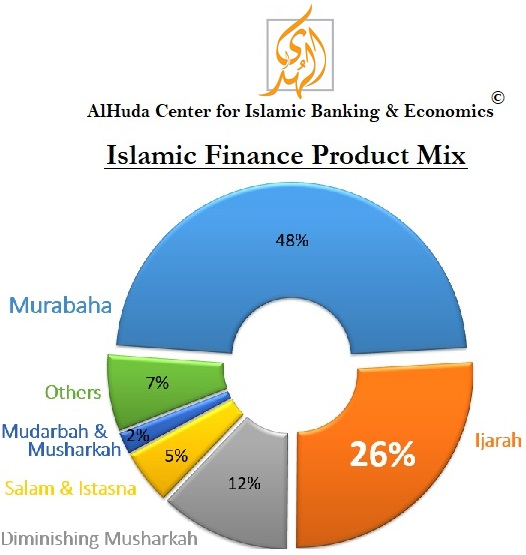 الهدى
AlHuda Center for Islamic Banking & Economics©
Islamic Finance Product Mix
48%
Murabaha
7%
Others
Mudarbah &
Musharkah
2%
Ijarah
26%
5%
Salam & Istasna
12%
Diminishing Musharkah